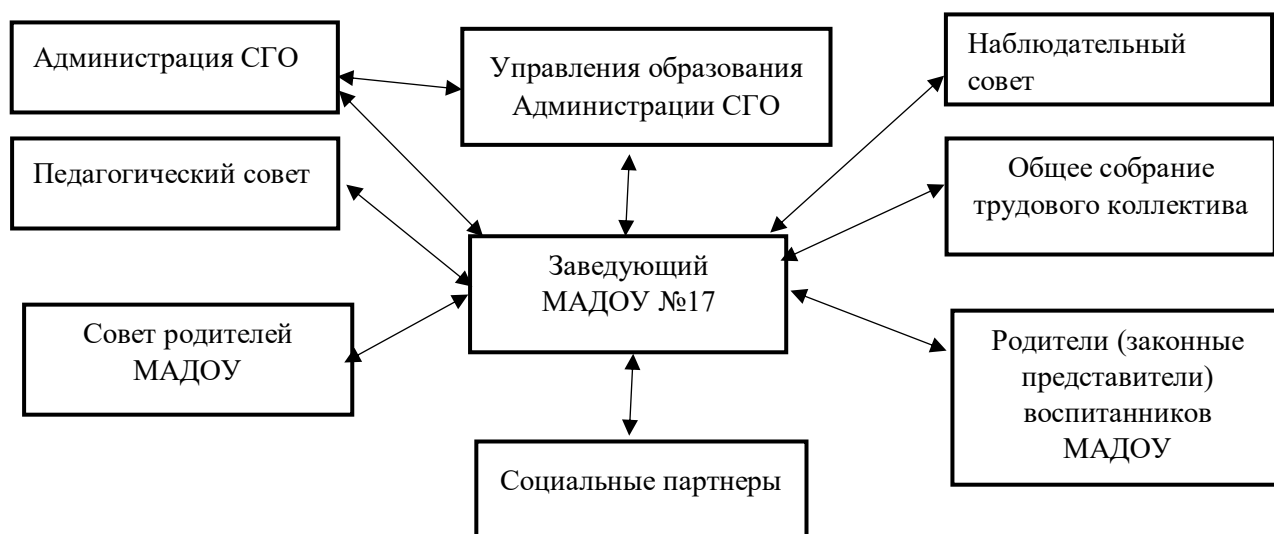 Администрация СГО
Управления образования
Администрации СГО
Наблюдательный
совет
Педагогический совет
Общее собрание
трудового коллектива
Заведующий
МАДОУ №17
Совет родителей
МАДОУ
Родители (законные
представители)
воспитанников
МАДОУ
Социальные партнеры